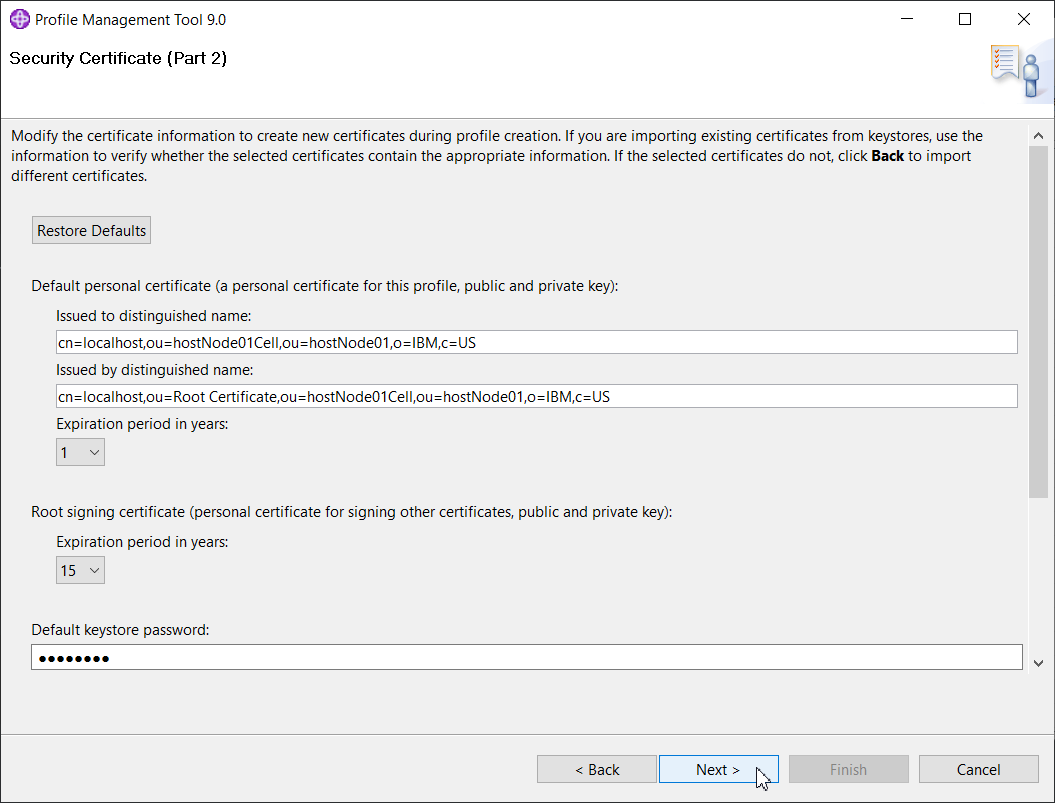 Profile Management Tool 9.0
Security Certificate (Part 2)
Modify the certificate information to create new certificates during profile creation. If you are importing existing certificates from keystores, use the
information to verify whether the selected certificates contain the appropriate information. If the selected certificates do not, click Back to import
different certificates.
Restore Defaults
Default personal certificate (a personal certificate for this profile, public and private key):
Issued to distinguished name:
cn=localhost,ou=hostNode01Cell,ou=hostNode01,o=IBM,c=US
Issued by distinguished name:
cn=localhost,ou=Root Certificate,ou=hostNode01Cell,ou=hostNode01,o=IBM,c=US
Expiration period in years:
1
Root signing certificate (personal certificate for signing other certificates, public and private key):
Expiration period in years:
15
Default keystore password:
●●●●●●●●
< Back Next > Finish Cancel